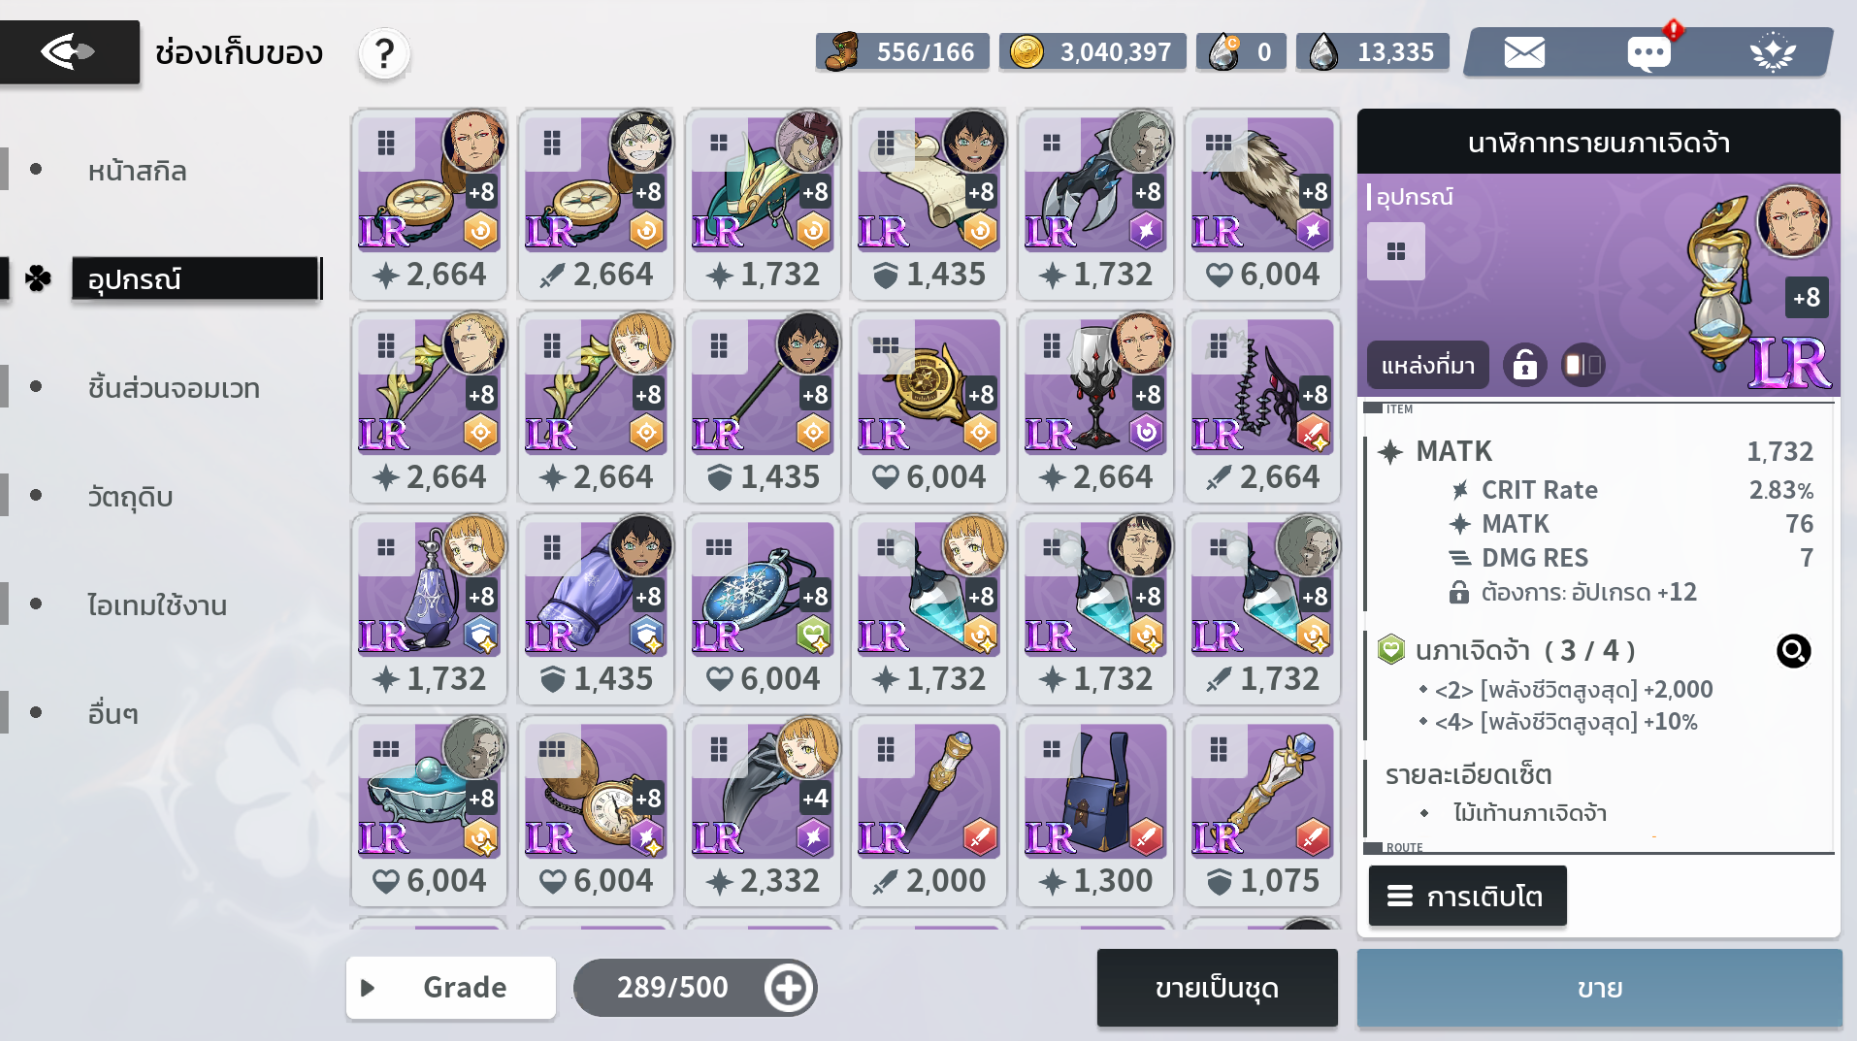 ช่องเก็บของ
?
556/166
3,040,397
0
13,335
หน้าสกิล
อุปกรณ์
ชิ้นส่วนจอมเวท
วัตถุดิบ
ไอเทมใช้งาน
อื่นๆ
+8 +8 +8 +8 +8 +8
LR LR LR LR LR LR
2,664 2,664 1,732 1,435 1,732 6,004
+8 +8 +8 +8 +8 +8
LR LR LR LR LR LR
2,664 2,664 1,435 6,004 2,664 2,664
+8 +8 +8 +8 +8 +8
LR LR LR LR LR LR
1,732 1,435 6,004 1,732 1,732 1,732
+8 +8 +4
LR LR LR LR LR LR
6,004 6,004 2,332 2,000 1,300 1,075
Grade
289/500
ขายเป็นชุด
นาฬิกาทรายนภาเจิดจ้า
อุปกรณ์
+8
แหล่งที่มา
LR
ITEM
MATK 1,732
CRIT Rate 2.83%
MATK 76
DMG RES 7
ต้องการ: อัปเกรด +12
นภาเจิดจ้า ( 3 / 4 )
<2> [พลังชีวิตสูงสุด] +2,000
<4> [พลังชีวิตสูงสุด] +10%
รายละเอียดเซ็ต
ไม้เท้านภาเจิดจ้า
ROUTE
การเติบโต
ขาย